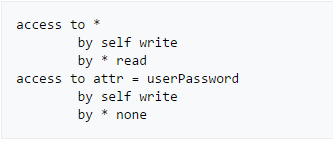 access to *
by self write
by * read
access to attr = userPassword
by self write
by * none